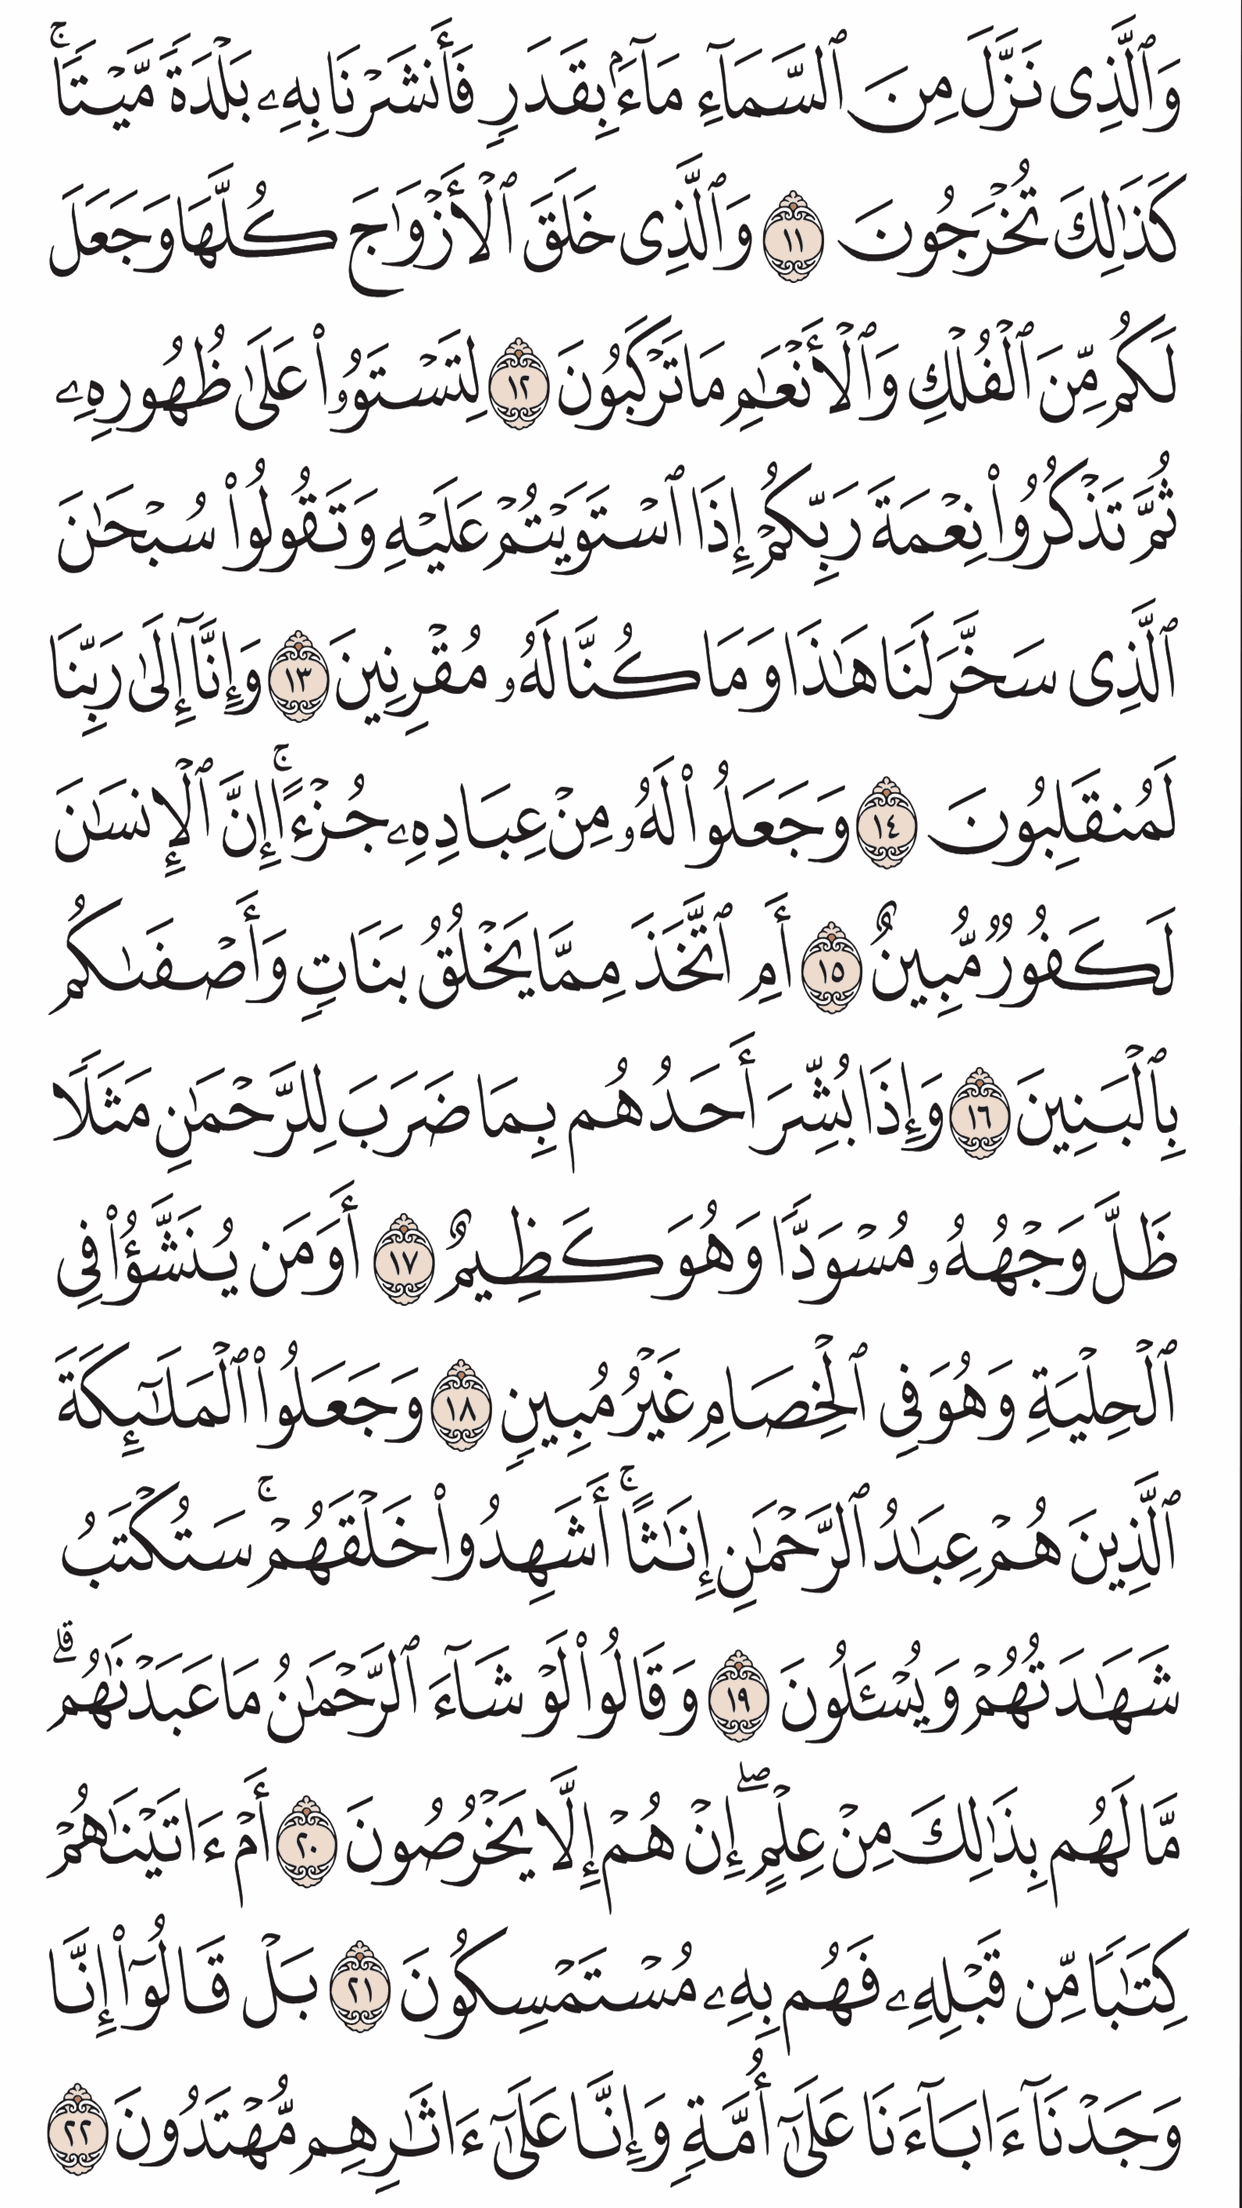 وَٱلَّذِى نَزَّلَ مِنَ ٱلسَّمَآءِ مَآءًۢ بِقَدَرٍ فَأَنشَرْنَا بِهِۦ بَلْدَةً مَّيْتًاۚ
كَذَٰلِكَ تُخْرَجُونَ ١١ وَٱلَّذِى خَلَقَ ٱلْأَزْوَٰجَ كُلَّهَا وَجَعَلَ
لَكُم مِّنَ ٱلْفُلْكِ وَٱلْأَنْعَٰمِ مَا تَرْكَبُونَ ١٢ لِتَسْتَوُۥا۟ عَلَىٰ ظُهُورِهِۦ
ثُمَّ تَذْكُرُوا۟ نِعْمَةَ رَبِّكُمْ إِذَا ٱسْتَوَيْتُمْ عَلَيْهِ وَتَقُولُوا۟ سُبْحَٰنَ
ٱلَّذِى سَخَّرَ لَنَا هَٰذَا وَمَا كُنَّا لَهُۥ مُقْرِنِينَ ١٣ وَإِنَّآ إِلَىٰ رَبِّنَا
لَمُنقَلِبُونَ ١٤ وَجَعَلُوا۟ لَهُۥ مِنْ عِبَادِهِۦ جُزْءًاۚ إِنَّ ٱلْإِنسَٰنَ
لَكَفُورٌ مُّبِينٌ ١٥ أَمِ ٱتَّخَذَ مِمَّا يَخْلُقُ بَنَاتٍ وَأَصْفَىٰكُم
بِٱلْبَنِينَ ١٦ وَإِذَا بُشِّرَ أَحَدُهُم بِمَا ضَرَبَ لِلرَّحْمَٰنِ مَثَلًا
ظَلَّ وَجْهُهُۥ مُسْوَدًّا وَهُوَ كَظِيمٌ ١٧ أَوَمَن يُنَشَّؤُا۟ فِى
ٱلْحِلْيَةِ وَهُوَ فِى ٱلْخِصَامِ غَيْرُ مُبِينٍ ١٨ وَجَعَلُوا۟ ٱلْمَلَٰٓئِكَةَ
ٱلَّذِينَ هُمْ عِبَٰدُ ٱلرَّحْمَٰنِ إِنَٰثًاۚ أَشَهِدُوا۟ خَلْقَهُمْۚ سَتُكْتَبُ
شَهَٰدَتُهُمْ وَيُسْـَٔلُونَ ١٩ وَقَالُوا۟ لَوْ شَآءَ ٱلرَّحْمَٰنُ مَا عَبَدْنَٰهُمۗ
مَّا لَهُم بِذَٰلِكَ مِنْ عِلْمٍۖ إِنْ هُمْ إِلَّا يَخْرُصُونَ ٢٠ أَمْ ءَاتَيْنَٰهُمْ
كِتَٰبًا مِّن قَبْلِهِۦ فَهُم بِهِۦ مُسْتَمْسِكُونَ ٢١ بَلْ قَالُوٓا۟ إِنَّا
وَجَدْنَآ ءَابَآءَنَا عَلَىٰٓ أُمَّةٍ وَإِنَّا عَلَىٰٓ ءَاثَٰرِهِم مُّهْتَدُونَ ٢٢